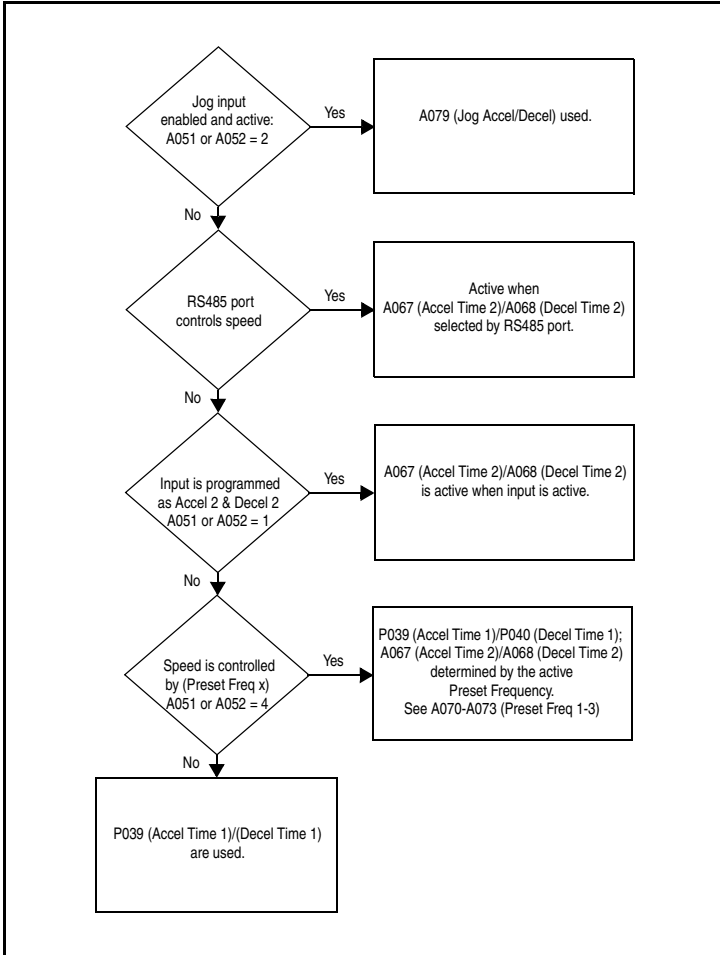 Jog input
enabled and active:
A051 or A052 = 2
Yes
A079 (Jog Accel/Decel) used.
No
RS485 port
controls speed
Yes
Active when
A067 (Accel Time 2)/A068 (Decel Time 2)
selected by RS485 port.
No
Input is programmed
as Accel 2 & Decel 2
A051 or A052 = 1
Yes
A067 (Accel Time 2)/A068 (Decel Time 2)
is active when input is active.
No
Speed is controlled
by (Preset Freq x)
A051 or A052 = 4
Yes
P039 (Accel Time 1)/P040 (Decel Time 1);
A067 (Accel Time 2)/A068 (Decel Time 2)
determined by the active
Preset Frequency.
See A070-A073 (Preset Freq 1-3)
No
P039 (Accel Time 1)/(Decel Time 1)
are used.